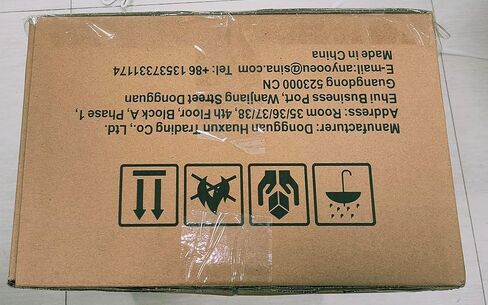 Manufacturer: Dongguan Huaxun Trading Co., Ltd.
Address: Room 35/36/37/38, 4th Floor, Block A, Phase 1,
Ehui Business Port, Wanjiang Street Dongguan
Guangdong 523000 CN
E-mail:anyooeu@sina.com Tel: +86 13537331174
Made in China